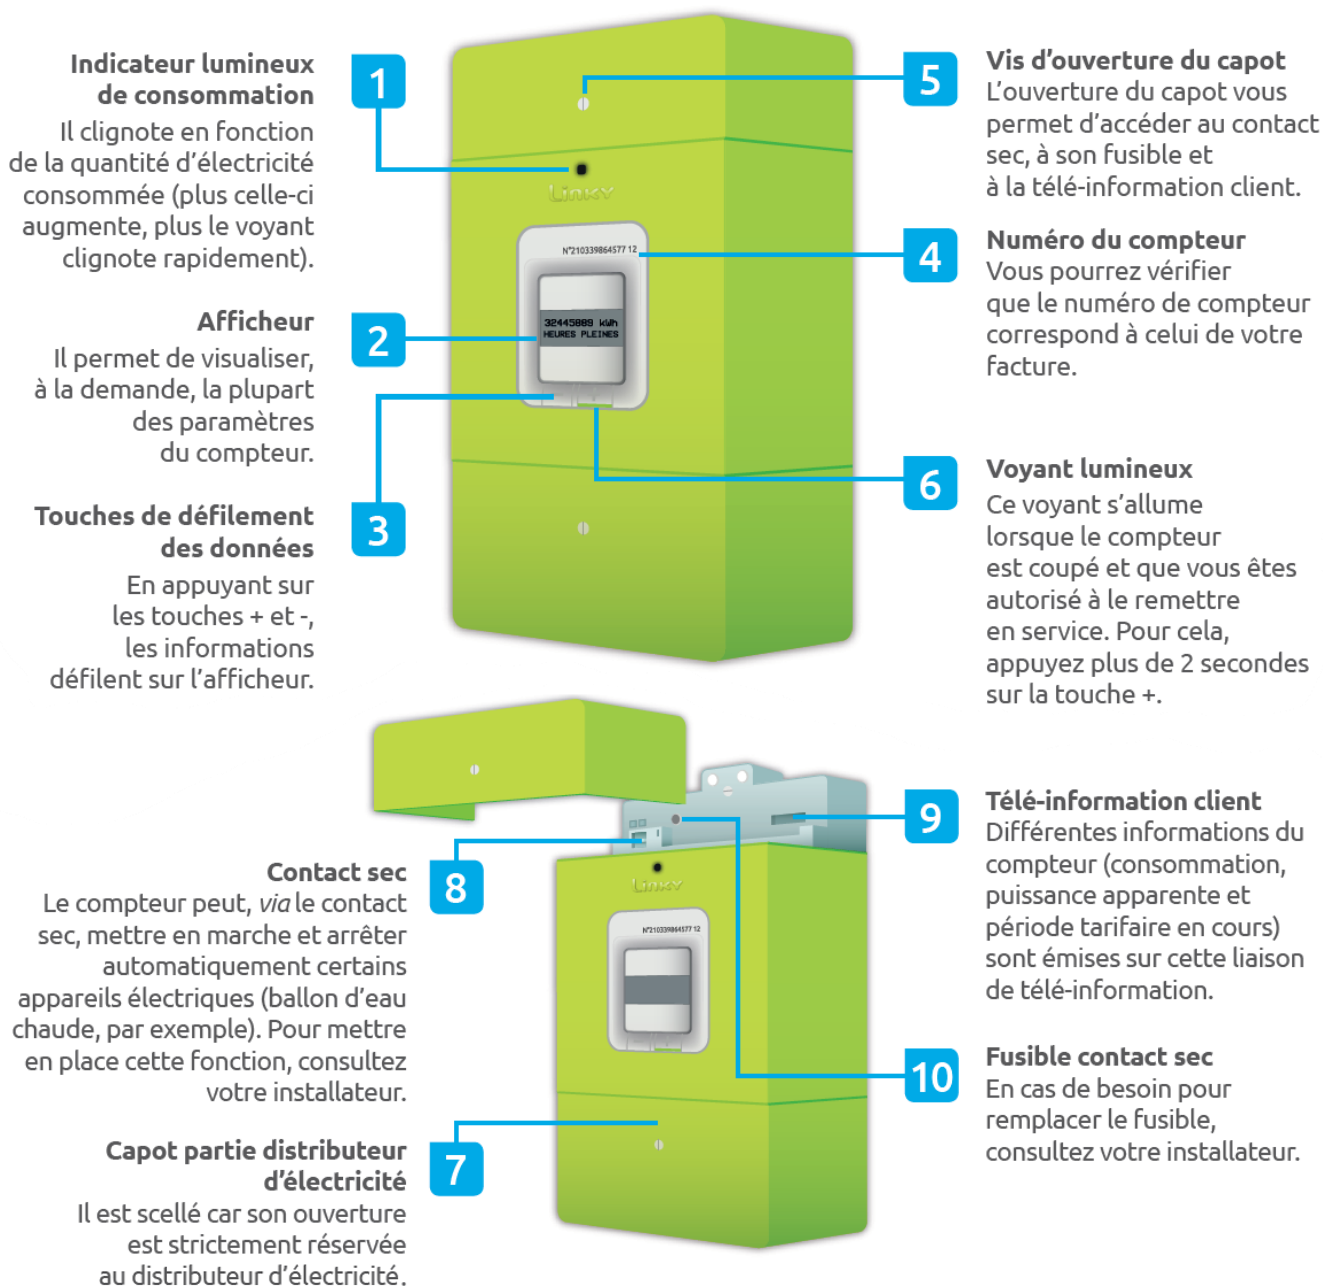 Indicateur lumineux
de consommation
Il clignote en fonction
de la quantité d'électricité
consommée (plus celle-ci
augmente, plus le voyant
clignote rapidement).
1
Afficheur
Il permet de visualiser,
à la demande, la plupart
des paramètres
du compteur.
2
Touches de défilement
des données
En appuyant sur
les touches + et -,
les informations
défilent sur l'afficheur.
3
Linky
N°210339864577 12
32445889 kWh
HEURES PLEINES
5
Vis d'ouverture du capot
L'ouverture du capot vous
permet d'accéder au contact
sec, à son fusible et
à la télé-information client.
4
Numéro du compteur
Vous pourrez vérifier
que le numéro de compteur
correspond à celui de votre
facture.
6
Voyant lumineux
Ce voyant s'allume
lorsque le compteur
est coupé et que vous êtes
autorisé à le remettre
en service. Pour cela,
appuyez plus de 2 secondes
sur la touche +.
Contact sec
Le compteur peut, via le contact
sec, mettre en marche et arrêter
automatiquement certains
appareils électriques (ballon d'eau
chaude, par exemple). Pour mettre
en place cette fonction, consultez
votre installateur.
8
Capot partie distributeur
d'électricité
Il est scellé car son ouverture
est strictement réservée
au distributeur d'électricité.
7
Linky
N°210339864577 12
9
Télé-information client
Différentes informations du
compteur (consommation,
puissance apparente et
période tarifaire en cours)
sont émises sur cette liaison
de télé-information.
10
Fusible contact sec
En cas de besoin pour
remplacer le fusible,
consultez votre installateur.